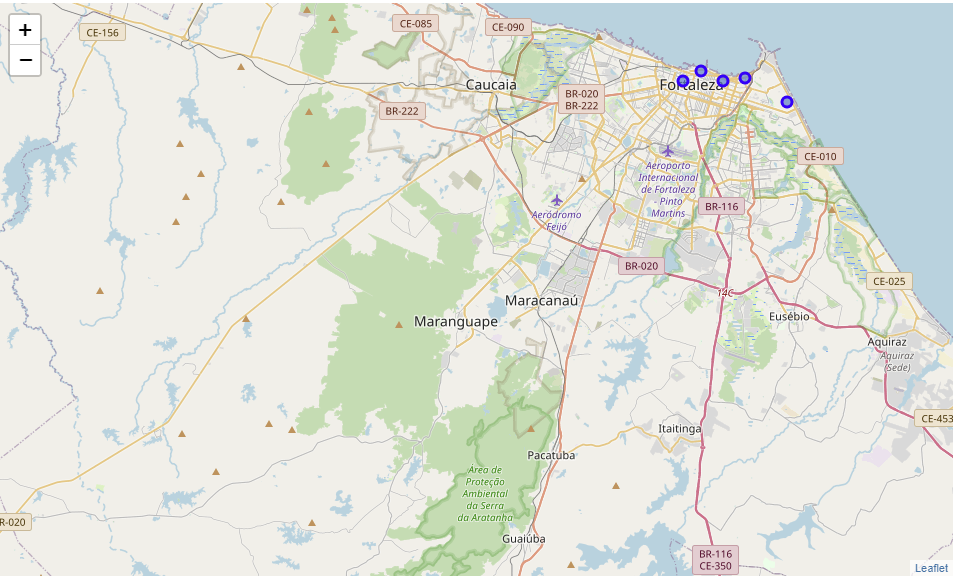 +
−
CE-156
CE-085
CE-090
Caucaia
BR-020
BR-222
BR-222
Fortaleza
CE-010
Aeroporto
Internacional
de Fortaleza
- Pinto
Martins
Aeródromo
Feijó
BR-116
BR-020
CE-025
14C
Maracanaú
Maranguape
Eusébio
Aquiraz
Aquiraz
(Sede)
CE-453
Itaitinga
Pacatuba
Área de
Proteção
Ambiental
da Serra
da Aratanha
R-020
Guaiúba
BR-116
CE-350
Leaflet